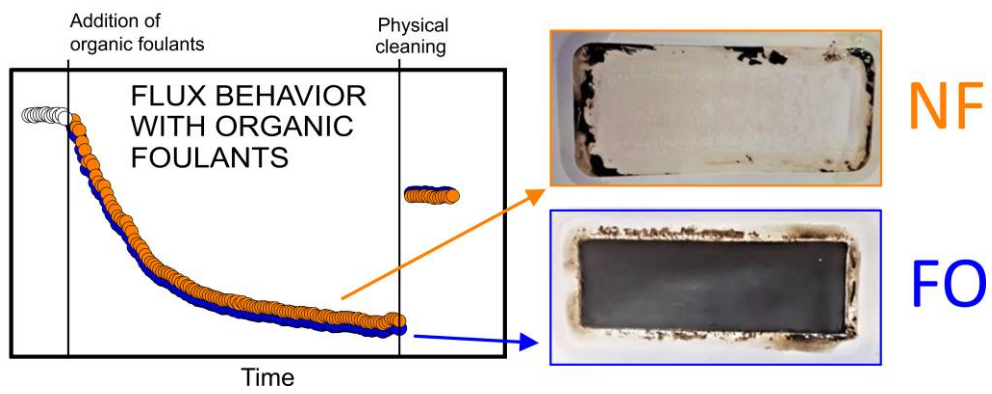 Addition of
organic foulants
Physical
cleaning
FLUX BEHAVIOR
WITH ORGANIC
FOULANTS
Time
NF
FO